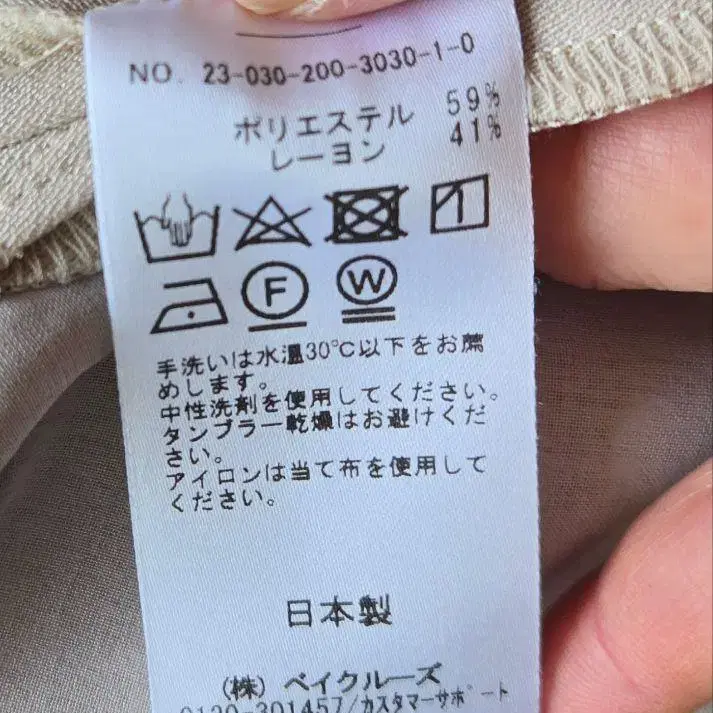 NO. 23-030-200-3030-1-0
ポリエステル 59%
レーヨン 41%
F W
手洗いは水温30℃以下をお薦
めします。
中性洗剤を使用してください。
タンブラー乾燥はお避けくだ
さい。
アイロンは当て布を使用して
ください。
日本製
(株) ベイクルーズ
0120-301457/カスタマーサポート